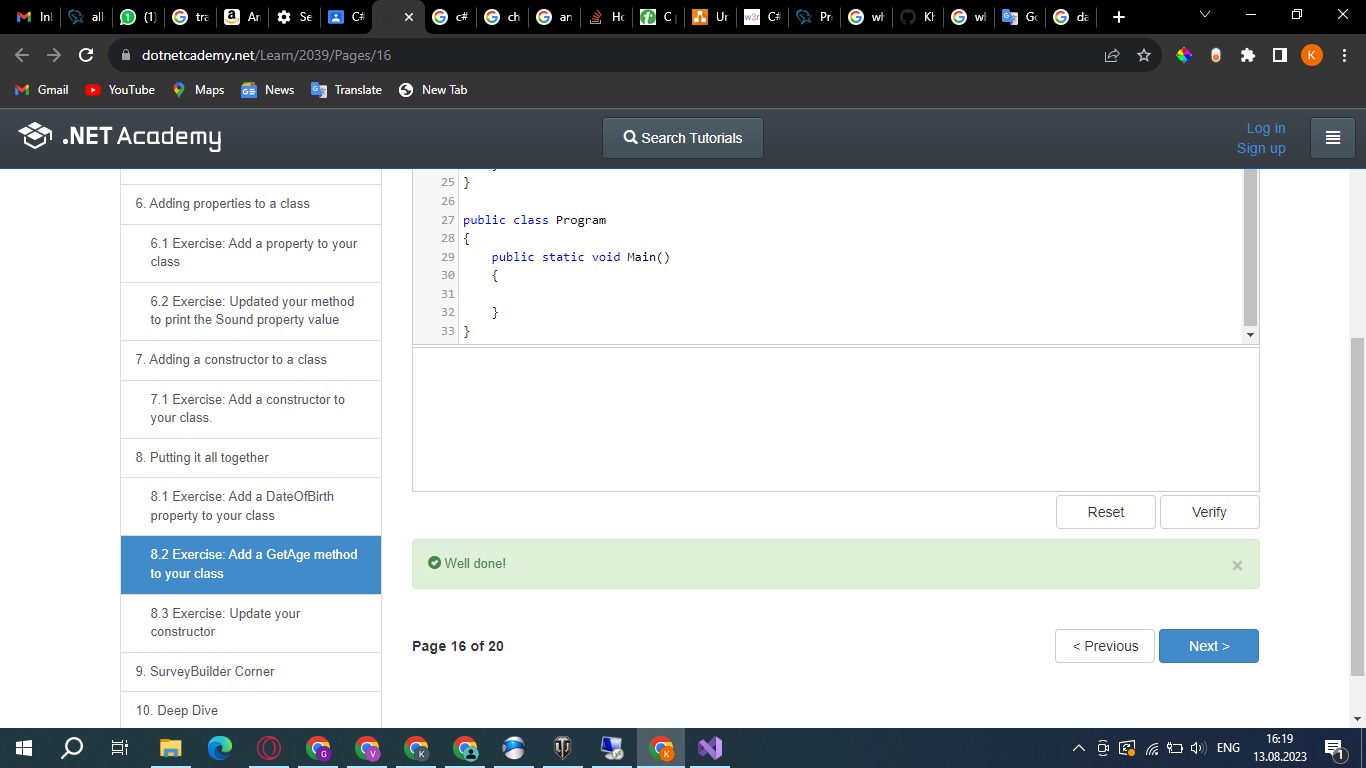 In
all
(1)
tra
Ar
Se
C#
c#
ch
an
Ho
C p
Ur
w3r C#
Pr
wh
Kh
wl
Go
da
dotnetcademy.net/Learn/2039/Pages/16
K
Gmail
YouTube
Maps
GE News
Translate
New Tab
.NET Academy
Search Tutorials
Log in
Sign up
6. Adding properties to a class
6.1 Exercise: Add a property to your
class
6.2 Exercise: Updated your method
to print the Sound property value
7. Adding a constructor to a class
7.1 Exercise: Add a constructor to
your class.
8. Putting it all together
8.1 Exercise: Add a DateOfBirth
property to your class
8.2 Exercise: Add a GetAge method
to your class
8.3 Exercise: Update your
constructor
9. SurveyBuilder Corner
10. Deep Dive
25 }
26
27 public class Program
28 {
29 public static void Main()
30 {
31
32 }
33 }
Reset
Verify
Well done!
Page 16 of 20
< Previous
Next >
G
V
K
K
ENG
16:19
13.08.2023
1